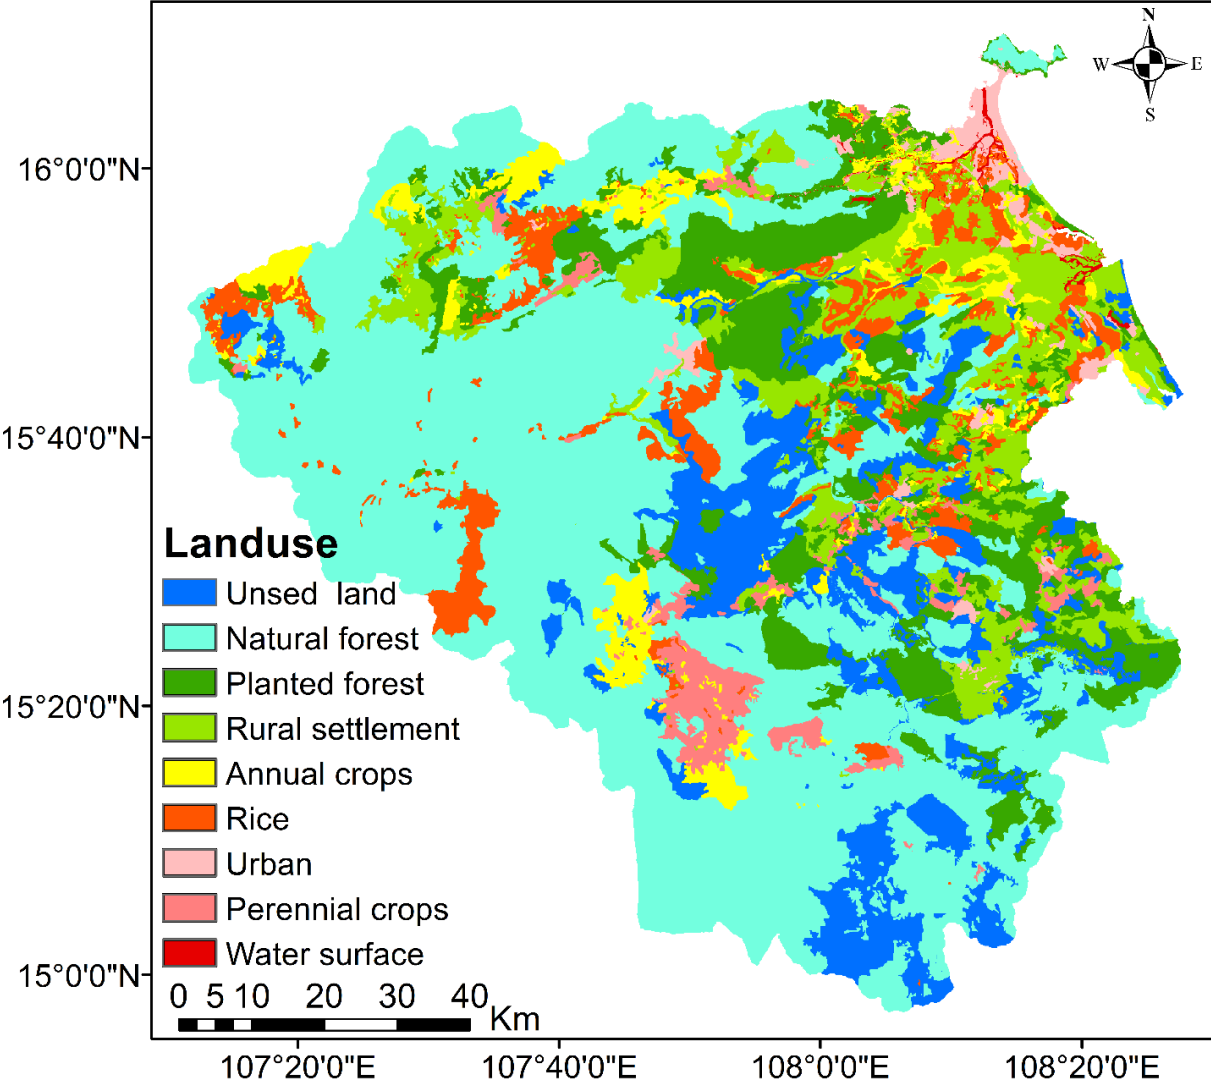 N
W E
S
16°0'0"N
15°40'0"N
15°20'0"N
15°0'0"N
Landuse
Unsed land
Natural forest
Planted forest
Rural settlement
Annual crops
Rice
Urban
Perennial crops
Water surface
0 5 10 20 30 40
Km
107°20'0"E 107°40'0"E 108°0'0"E 108°20'0"E